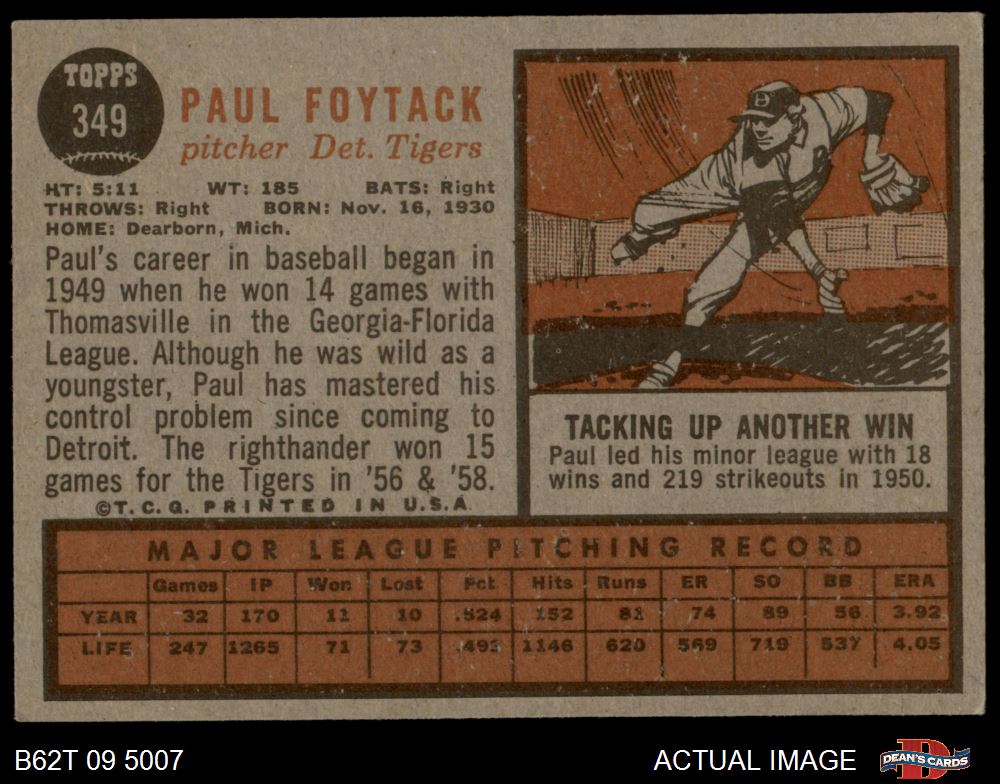 TOPPS
349
PAUL FOYTACK
pitcher Det. Tigers
HT: 5:11 WT: 185 BATS: Right
THROWS: Right BORN: Nov. 16, 1930
HOME: Dearborn, Mich.
Paul's career in baseball began in
1949 when he won 14 games with
Thomasville in the Georgia-Florida
League. Although he was wild as a
youngster, Paul has mastered his
control problem since coming to
Detroit. The righthander won 15
games for the Tigers in '56 & '58.
©T.C.G. PRINTED IN U.S.A.
D
TACKING UP ANOTHER WIN
Paul led his minor league with 18
wins and 219 strikeouts in 1950.
MAJOR LEAGUE PITCHING RECORD
Games IP Won Lost Pct Hits Runs ER SO BB ERA
YEAR 32 170 11 10 .524 152 81 74 89 56 3.92
LIFE 247 1265 71 73 .493 1146 620 569 719 537 4.05
B62T 09 5007
ACTUAL IMAGE
D
DEAN'S CARDS